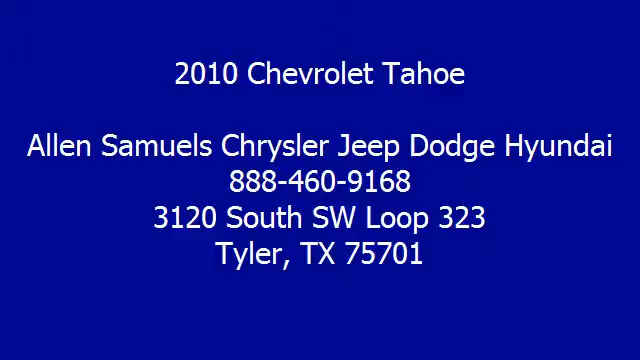 2010 Chevrolet Tahoe
Allen Samuels Chrysler Jeep Dodge Hyundai
888-460-9168
3120 South SW Loop 323
Tyler, TX 75701